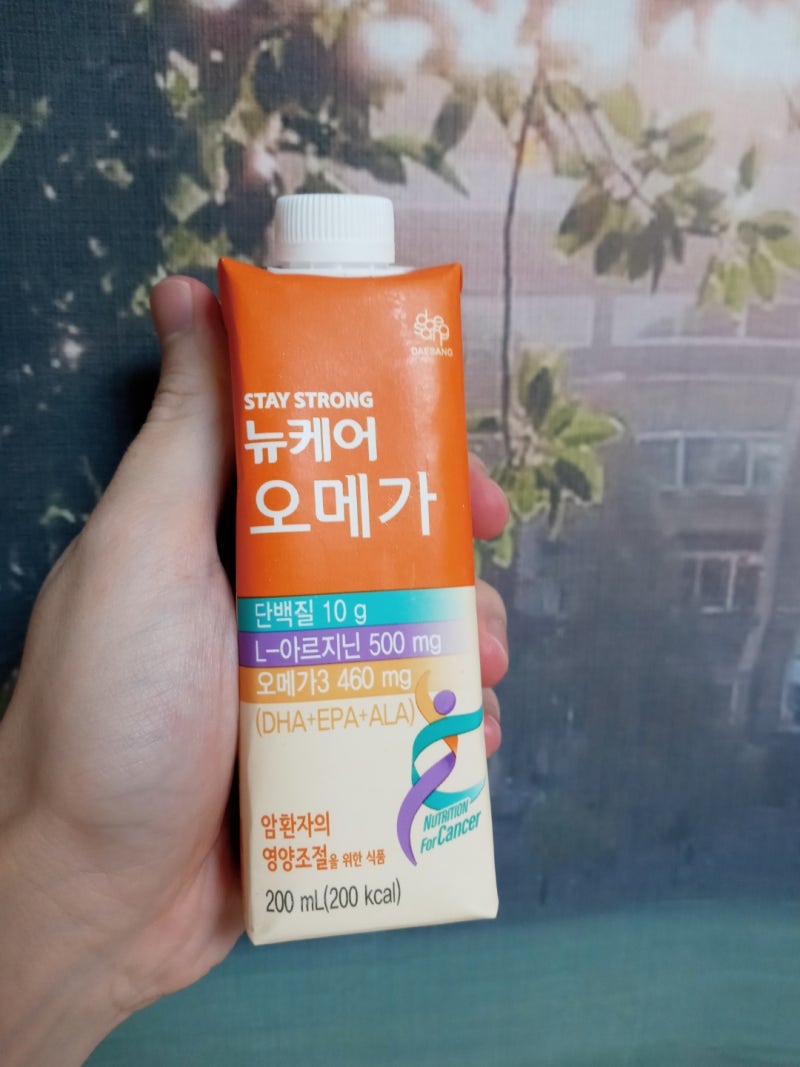 dae
sang
DAESANG
STAY STRONG
뉴케어
오메가
단백질 10 g
L-아르지닌 500 mg
오메가3 460 mg
(DHA+EPA+ALA)
NUTRITION
For Cancer
암환자의
영양조절을 위한 식품
200 mL(200 kcal)